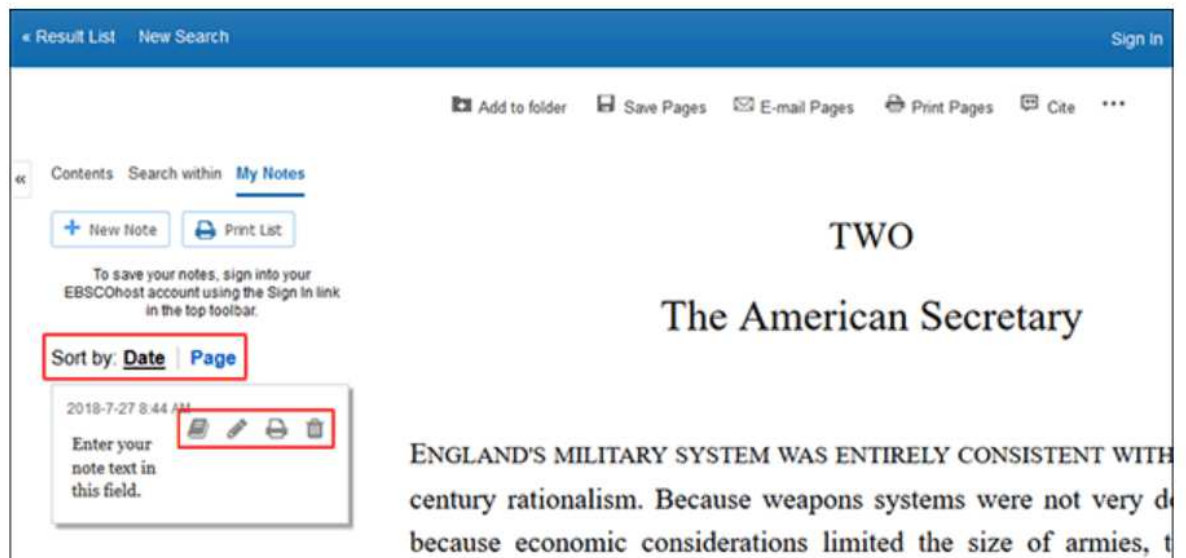 « Result List New Search Sign In
Add to folder Save Pages E-mail Pages Print Pages Cite •••
« Contents Search within My Notes
+ New Note Print List
To save your notes, sign into your
EBSCOhost account using the Sign In link
in the top toolbar.
Sort by: Date | Page
2018-7-27 8:44 AM
Enter your
note text in
this field.
TWO
The American Secretary
ENGLAND'S MILITARY SYSTEM WAS ENTIRELY CONSISTENT WITH
century rationalism. Because weapons systems were not very
because economic considerations limited the size of armies,